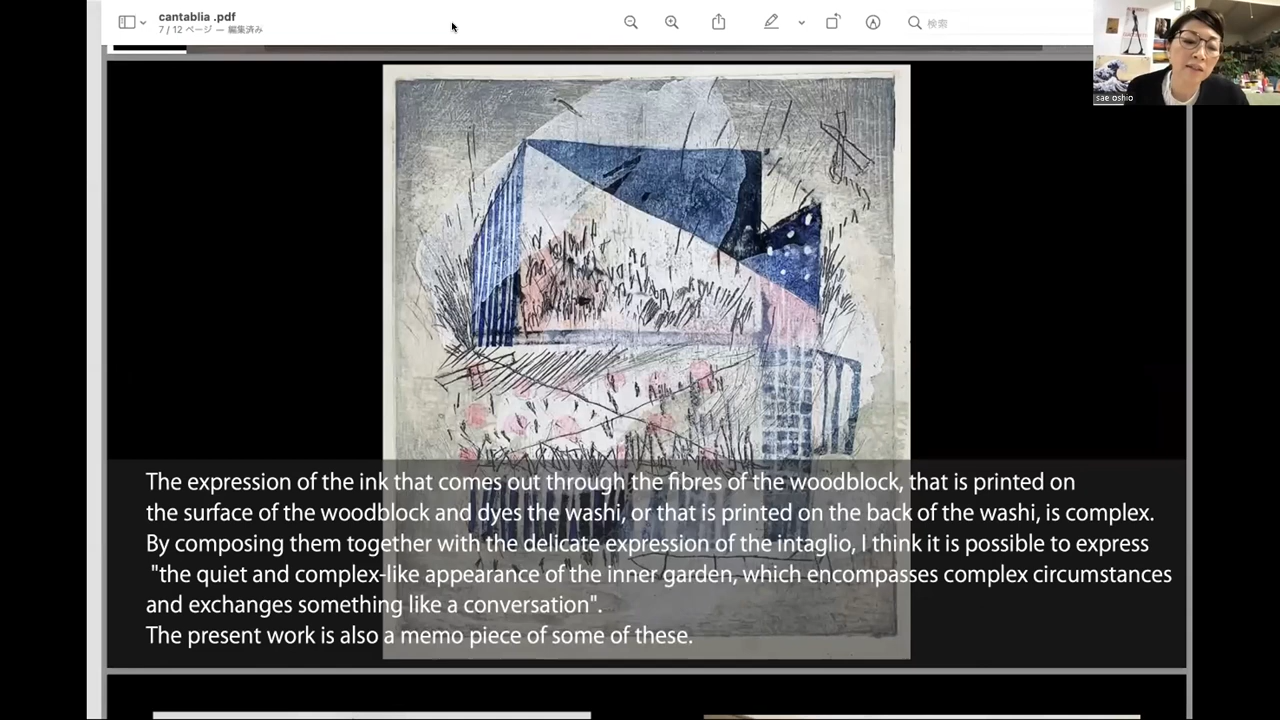 cantablia .pdf
7 / 12 ページ — 編集済み
検索
sae oshio
The expression of the ink that comes out through the fibres of the woodblock, that is printed on
the surface of the woodblock and dyes the washi, or that is printed on the back of the washi, is complex.
By composing them together with the delicate expression of the intaglio, I think it is possible to express
"the quiet and complex-like appearance of the inner garden, which encompasses complex circumstances
and exchanges something like a conversation".
The present work is also a memo piece of some of these.